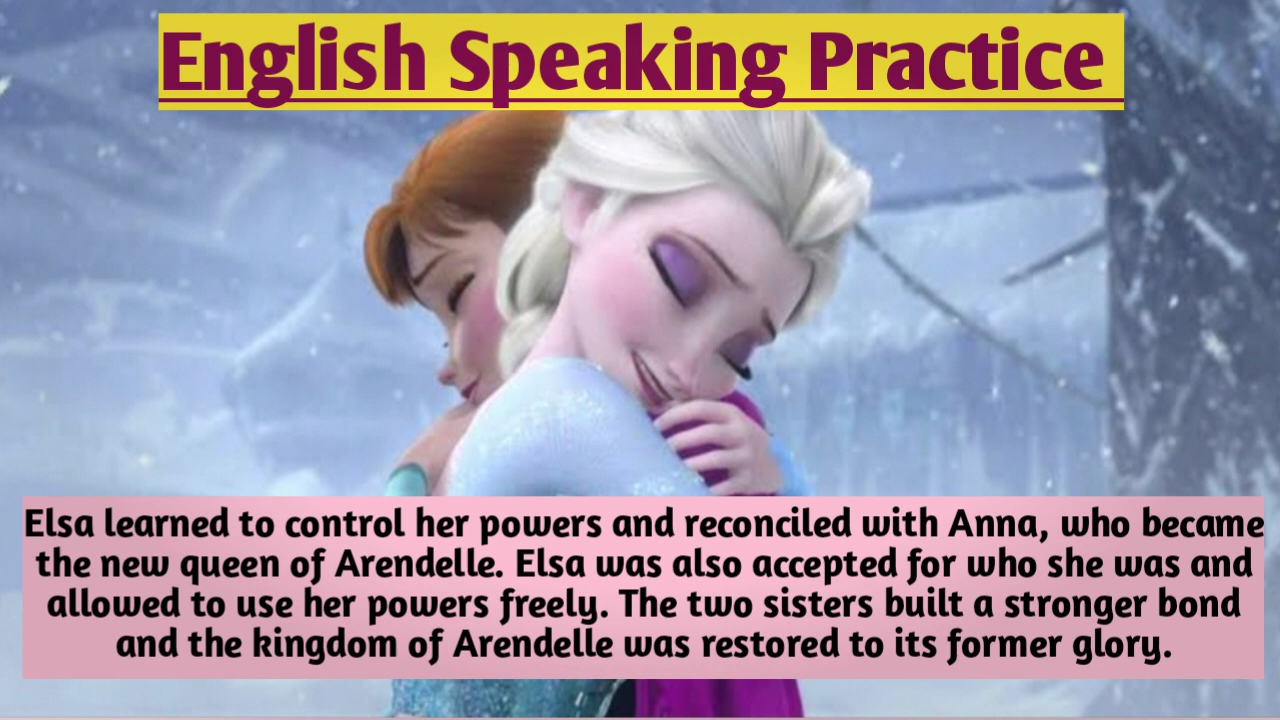 English Speaking Practice
Elsa learned to control her powers and reconciled with Anna, who became
the new queen of Arendelle. Elsa was also accepted for who she was and
allowed to use her powers freely. The two sisters built a stronger bond
and the kingdom of Arendelle was restored to its former glory.